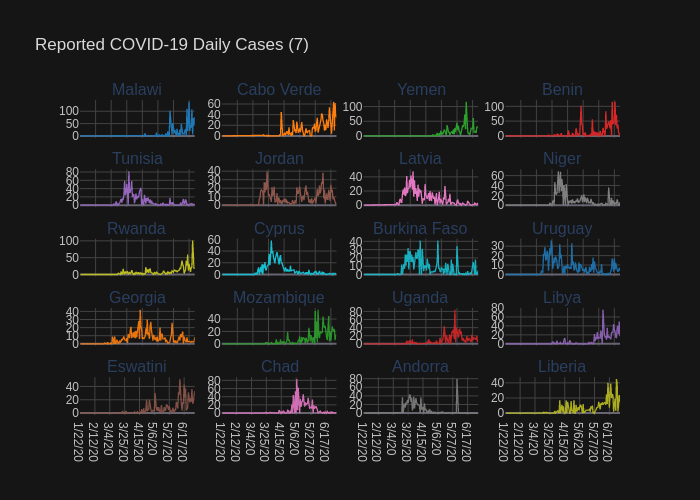 Reported COVID-19 Daily Cases (7)
Malawi Cabo Verde Yemen Benin
100 50 0 60 40 20 0 100 50 0 100 50 0
Tunisia Jordan Latvia Niger
80 60 40 20 0 40 30 20 10 0 40 20 0 60 40 20 0
Rwanda Cyprus Burkina Faso Uruguay
100 50 0 60 40 20 0 40 30 20 10 0 30 20 10 0
Georgia Mozambique Uganda Libya
40 30 20 10 0 40 20 0 80 60 40 20 0 80 60 40 20 0
Eswatini Chad Andorra Liberia
40 20 0 80 60 40 20 0 80 60 40 20 0 40 20 0
1/22/20 2/12/20 3/4/20 3/25/20 4/15/20 5/6/20 5/27/20 6/17/20 1/22/20 2/12/20 3/4/20 3/25/20 4/15/20 5/6/20 5/27/20 6/17/20 1/22/20 2/12/20 3/4/20 3/25/20 4/15/20 5/6/20 5/27/20 6/17/20 1/22/20 2/12/20 3/4/20 3/25/20 4/15/20 5/6/20 5/27/20 6/17/20